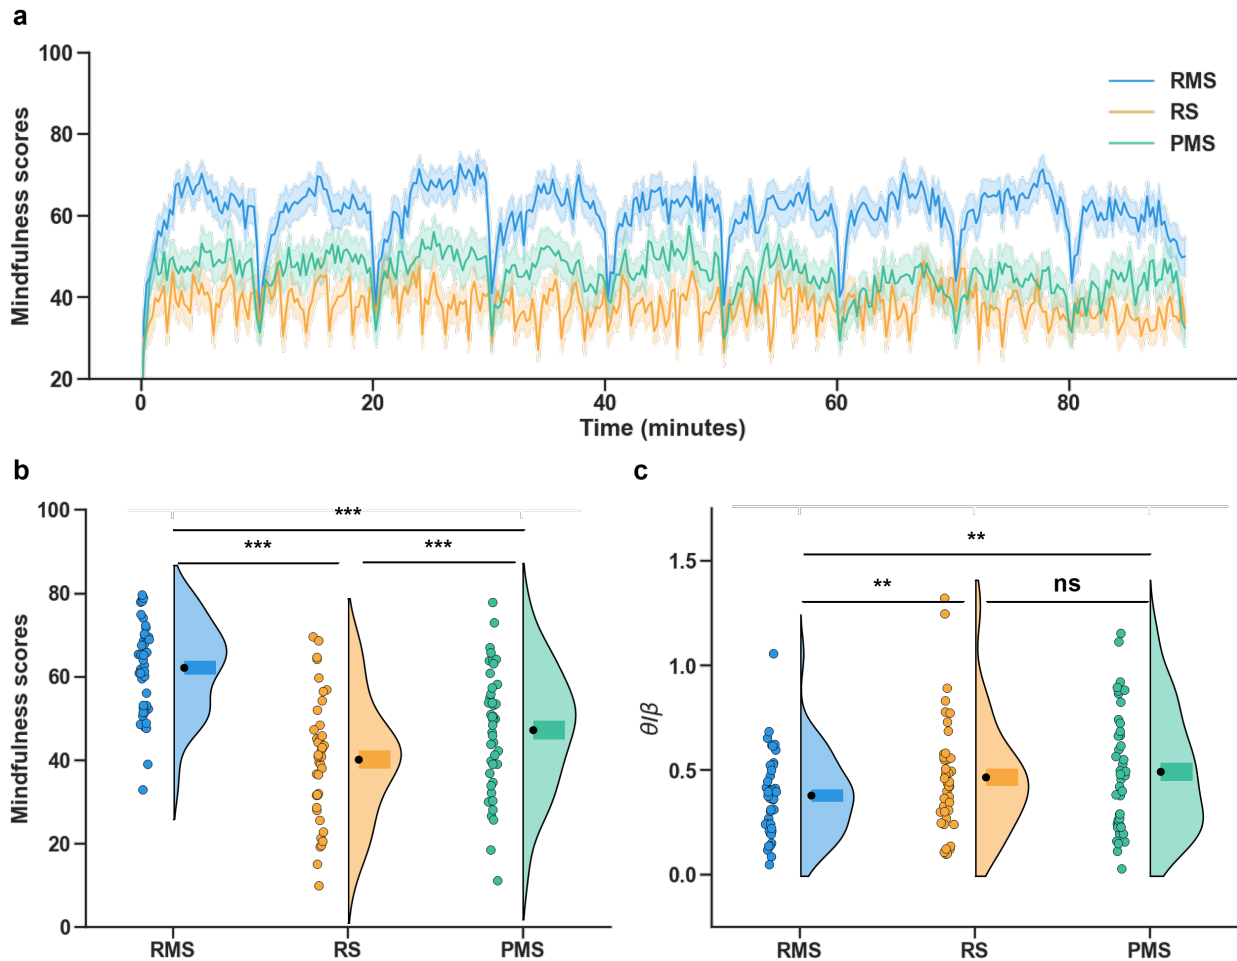 a
100
80
60
40
20
Mindfulness scores
RMS
RS
PMS
0 20 40 60 80
Time (minutes)
b
100
80
60
40
20
0
Mindfulness scores
***
*** ***
RMS RS PMS
c
1.5
1.0
0.5
0.0
θ/β
**
** ns
RMS RS PMS